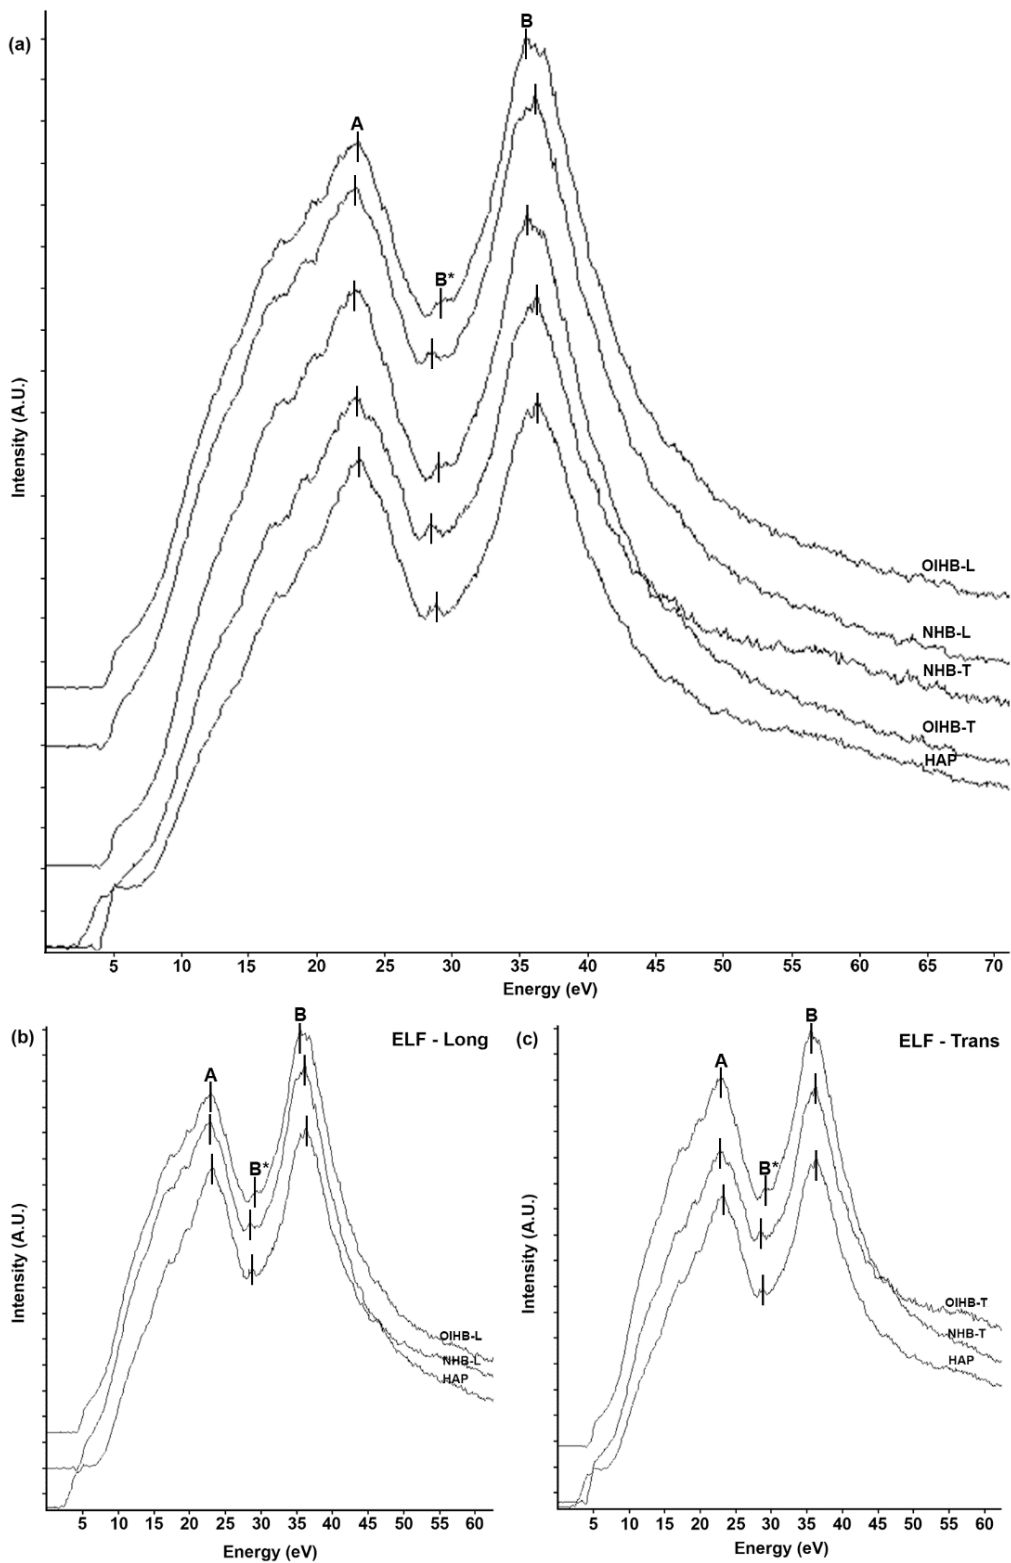 (a)
B
A
B*
OIHB-L
NHB-L
NHB-T
OIHB-T
HAP
Intensity (A.U.)
5 10 15 20 25 30 35 40 45 50 55 60 65 70
Energy (eV)
(b)
ELF - Long
B
A
B*
OIHB-L
NHB-L
HAP
Intensity (A.U.)
5 10 15 20 25 30 35 40 45 50 55 60
Energy (eV)
(c)
ELF - Trans
B
A
B*
OIHB-T
NHB-T
HAP
Intensity (A.U.)
5 10 15 20 25 30 35 40 45 50 55 60
Energy (eV)